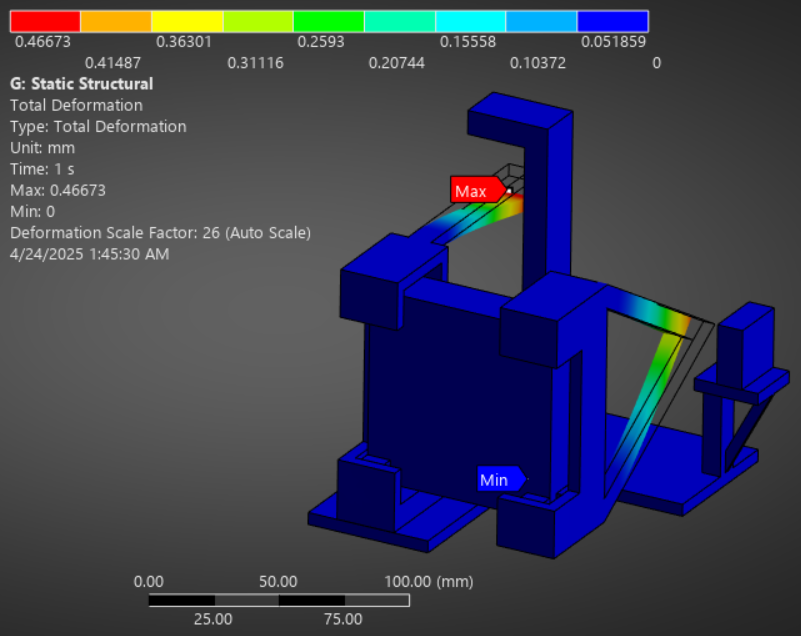 0.46673 0.36301 0.2593 0.15558 0.051859
0.41487 0.31116 0.20744 0.10372 0
G: Static Structural
Total Deformation
Type: Total Deformation
Unit: mm
Time: 1 s
Max: 0.46673
Min: 0
Deformation Scale Factor: 26 (Auto Scale)
4/24/2025 1:45:30 AM
Max
Min
0.00 50.00 100.00 (mm)
25.00 75.00